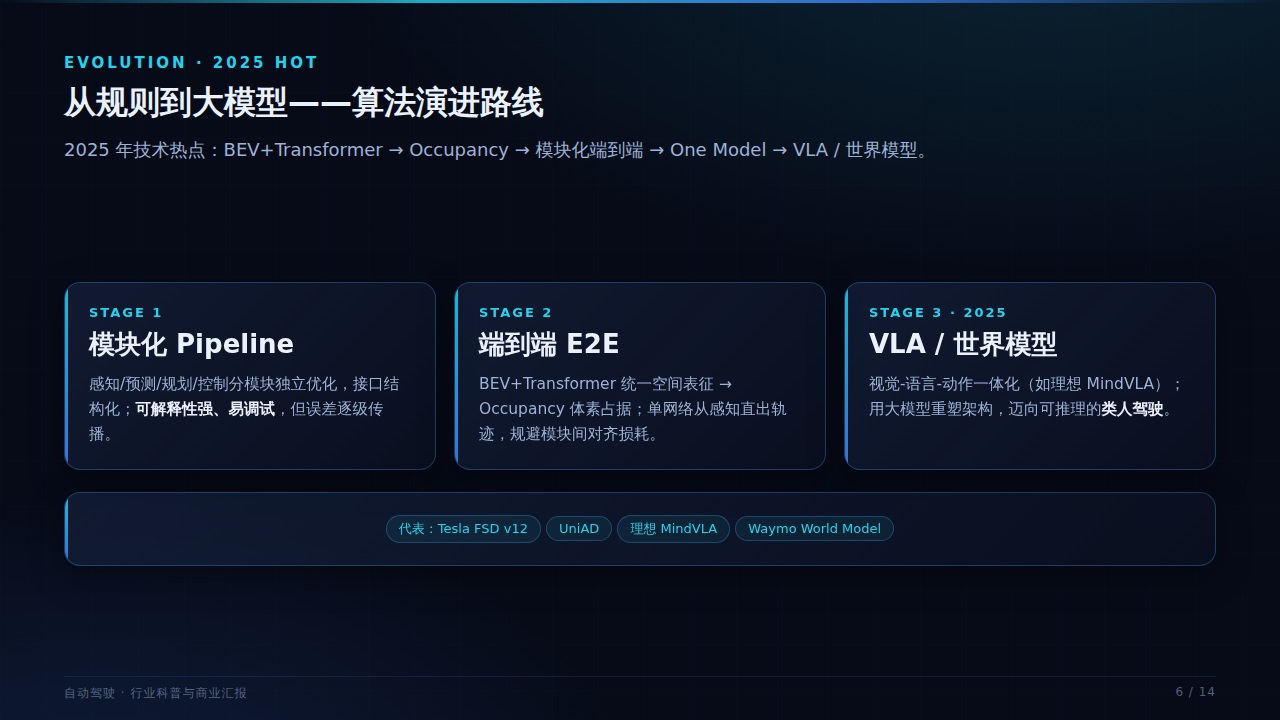 EVOLUTION · 2025 HOT
从规则到大模型——算法演进路线
2025 年技术热点：BEV+Transformer → Occupancy → 模块化端到端 → One Model → VLA / 世界模型。
STAGE 1
模块化 Pipeline
感知/预测/规划/控制分模块独立优化，接口结
构化；可解释性强、易调试，但误差逐级传
播。
STAGE 2
端到端 E2E
BEV+Transformer 统一空间表征 →
Occupancy 体素占据；单网络从感知直出轨
迹，规避模块间对齐损耗。
STAGE 3 · 2025
VLA / 世界模型
视觉-语言-动作一体化（如理想 MindVLA）；
用大模型重塑架构，迈向可推理的类人驾驶。
代表：Tesla FSD v12
UniAD
理想 MindVLA
Waymo World Model
自动驾驶 · 行业科普与商业汇报
6 / 14